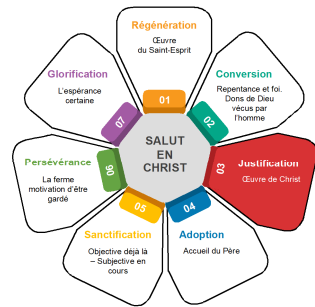 Régénération
Œuvre
du Saint-Esprit
01
Conversion
Repentance et foi.
Dons de Dieu
vécus par
l'homme
02
Justification
Œuvre de Christ
03
Adoption
Accueil du Père
04
Sanctification
Objective déjà là
– Subjective en
cours
05
Persévérance
La ferme
motivation d'être
gardé
06
Glorification
L'espérance
certaine
07
SALUT
EN
CHRIST